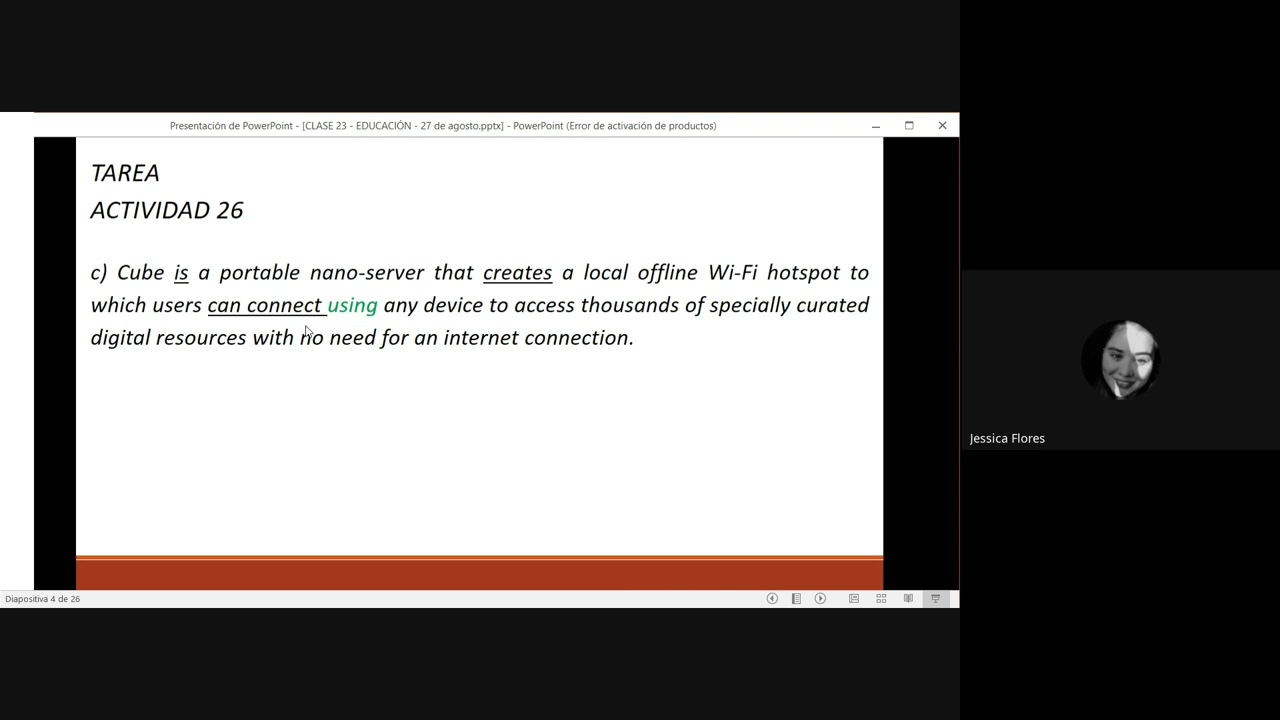 Presentación de PowerPoint - [CLASE 23 - EDUCACIÓN - 27 de agosto.pptx] - PowerPoint (Error de activación de productos)
TAREA
ACTIVIDAD 26
c) Cube is a portable nano-server that creates a local offline Wi-Fi hotspot to
which users can connect using any device to access thousands of specially curated
digital resources with no need for an internet connection.
Jessica Flores
Diapositiva 4 de 26